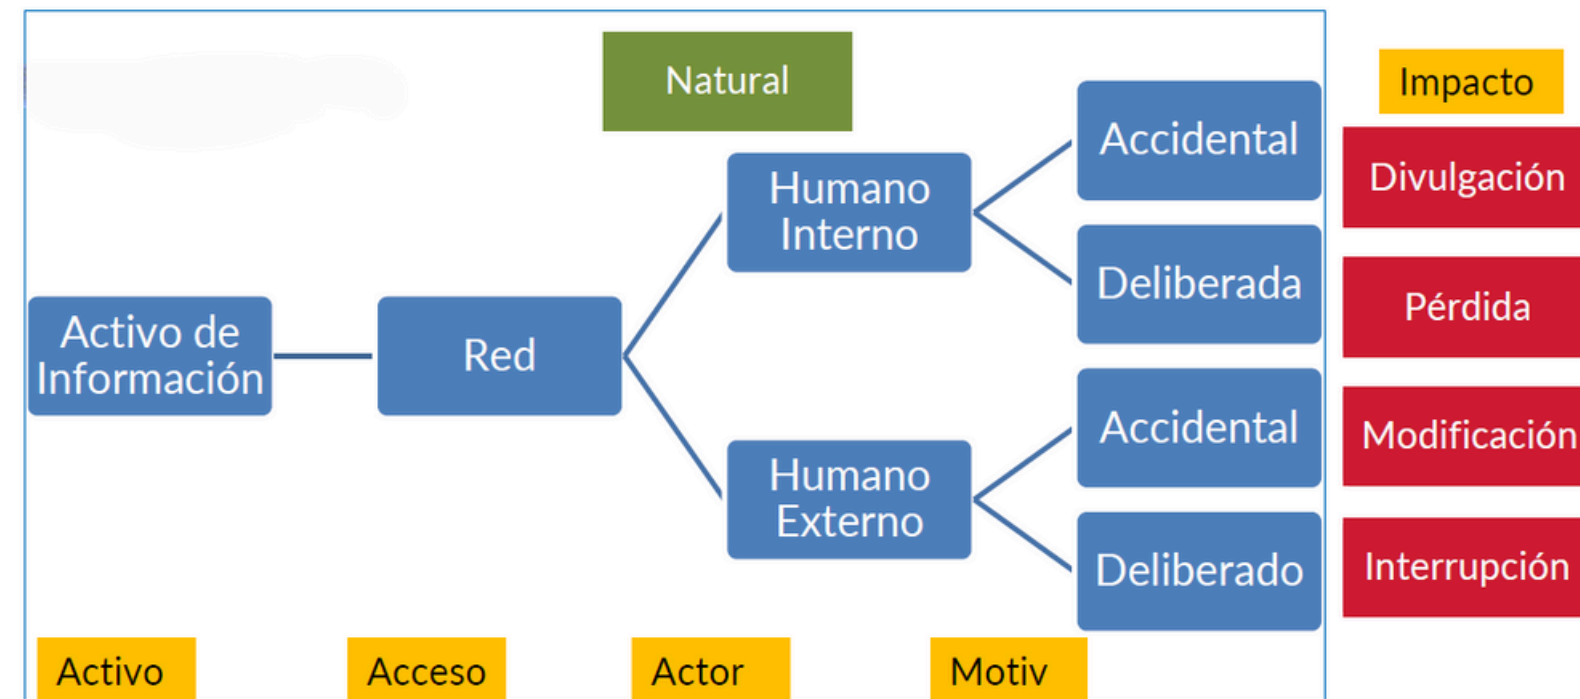 Natural
Impacto
Accidental
Divulgación
Humano
Interno
Deliberada
Pérdida
Activo de
Información
Red
Accidental
Modificación
Humano
Externo
Deliberado
Interrupción
Activo
Acceso
Actor
Motiv